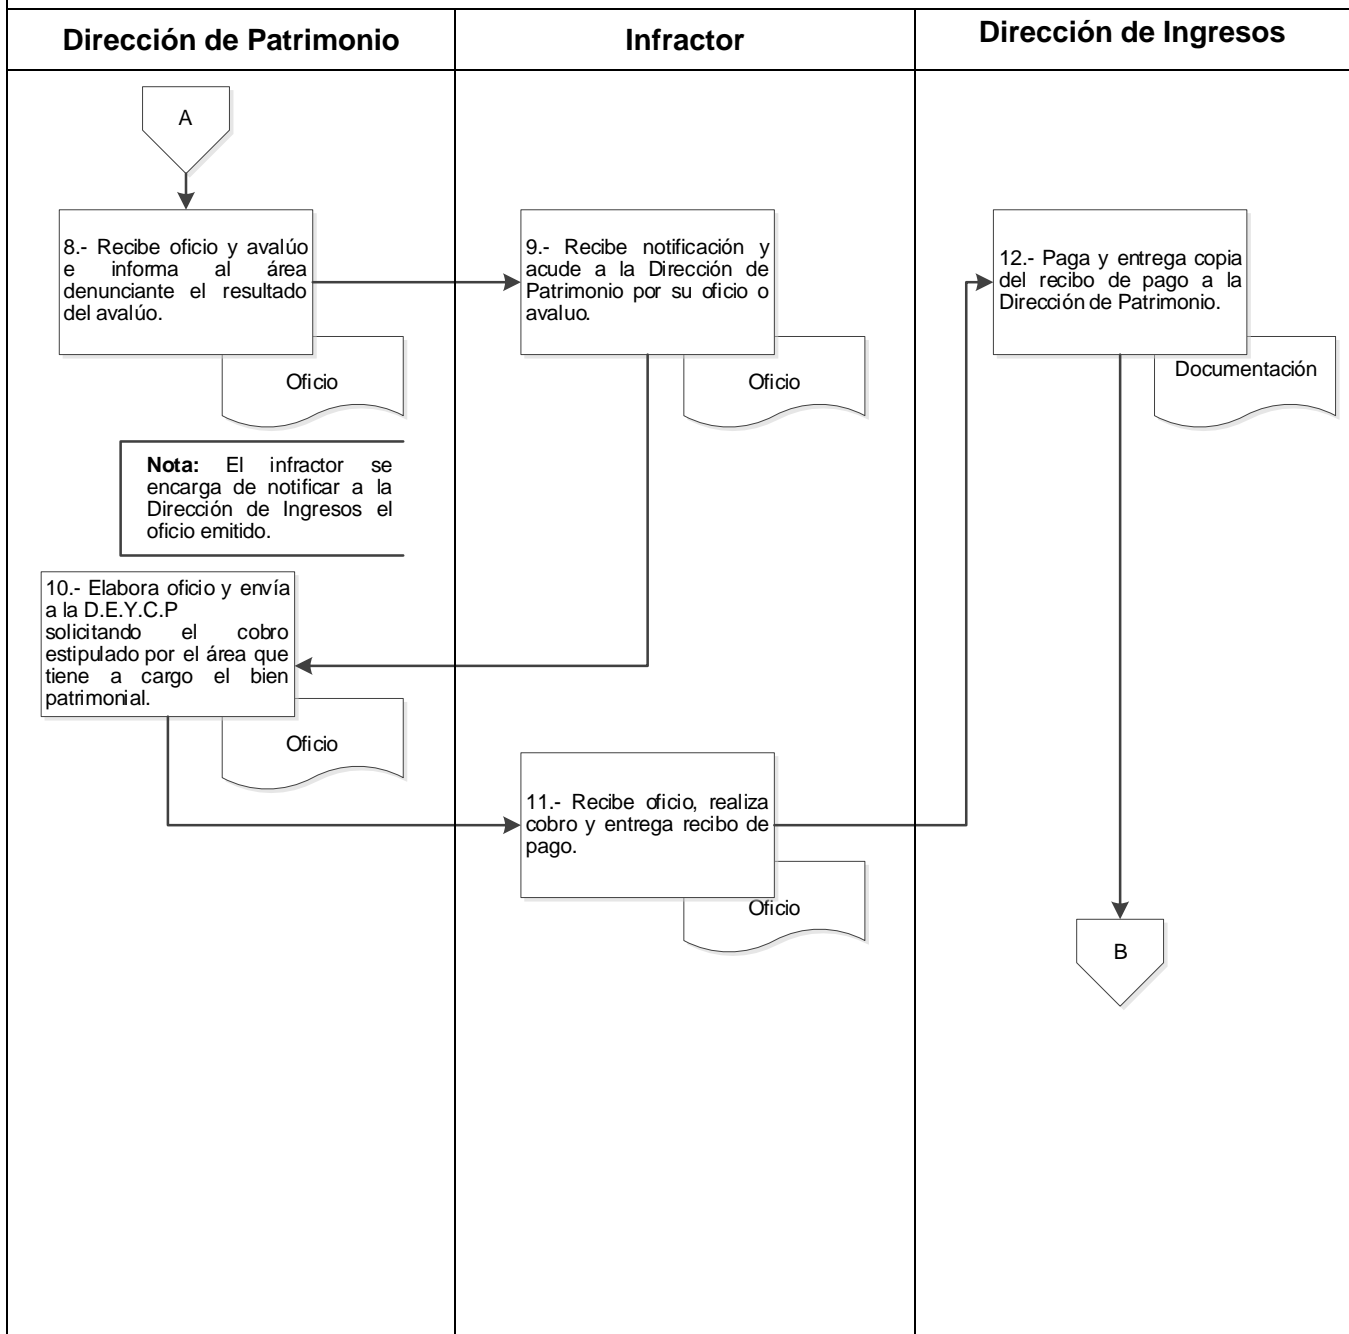 Dirección de Patrimonio
Infractor
Dirección de Ingresos
A
8.- Recibe oficio y avalúo
e informa al área
denunciante el resultado
del avalúo.
Oficio
9.- Recibe notificación y
acude a la Dirección de
Patrimonio por su oficio o
avaluo.
Oficio
12.- Paga y entrega copia
del recibo de pago a la
Dirección de Patrimonio.
Documentación
Nota: El infractor se
encarga de notificar a la
Dirección de Ingresos el
oficio emitido.
10.- Elabora oficio y envía
a la D.E.Y.C.P
solicitando el cobro
estipulado por el área que
tiene a cargo el bien
patrimonial.
Oficio
11.- Recibe oficio, realiza
cobro y entrega recibo de
pago.
Oficio
B